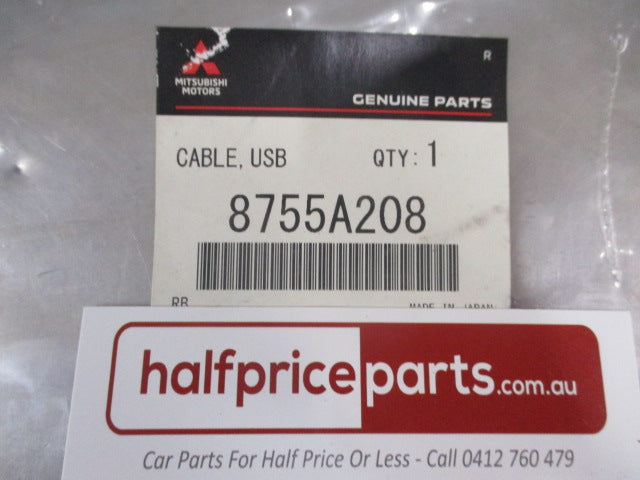 R
MITSUBISHI
MOTORS
GENUINE PARTS
CABLE, USB QTY: 1
8755A208
RB MADE IN JAPAN
halfpriceparts.com.au
Car Parts For Half Price Or Less - Call 0412 760 479